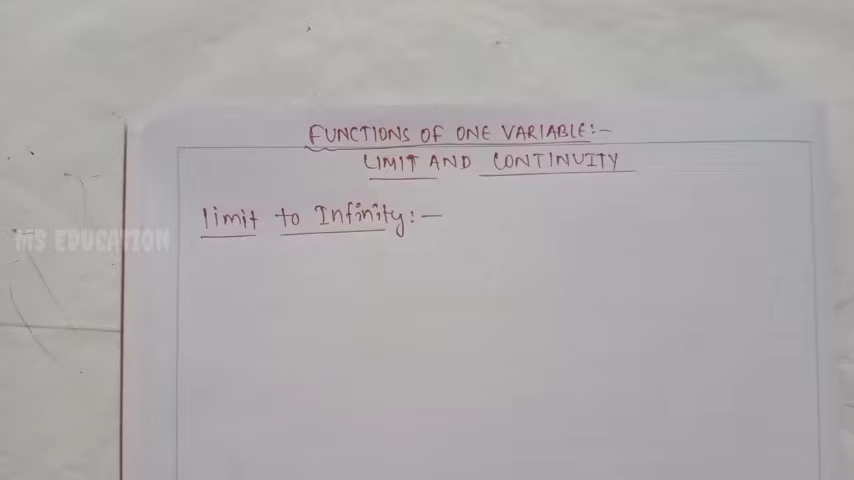 FUNCTIONS OF ONE VARIABLE:-
LIMIT AND CONTINUITY
limit to Infinity:-
MS EDUCATION